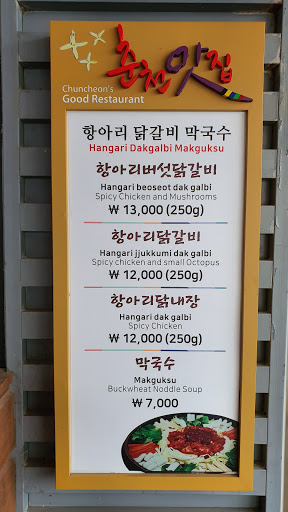 춘천맛집
Chuncheon's
Good Restaurant
항아리 닭갈비 막국수
Hangari Dakgalbi Makguksu
항아리버섯닭갈비
Hangari beoseot dak galbi
Spicy Chicken and Mushrooms
₩ 13,000 (250g)
항아리닭갈비
Hangari jjukkumi dak galbi
Spicy chicken and small Octopus
₩ 12,000 (250g)
항아리닭내장
Hangari dak galbi
Spicy Chicken
₩ 12,000 (250g)
막국수
Makguksu
Buckwheat Noddle Soup
₩ 7,000